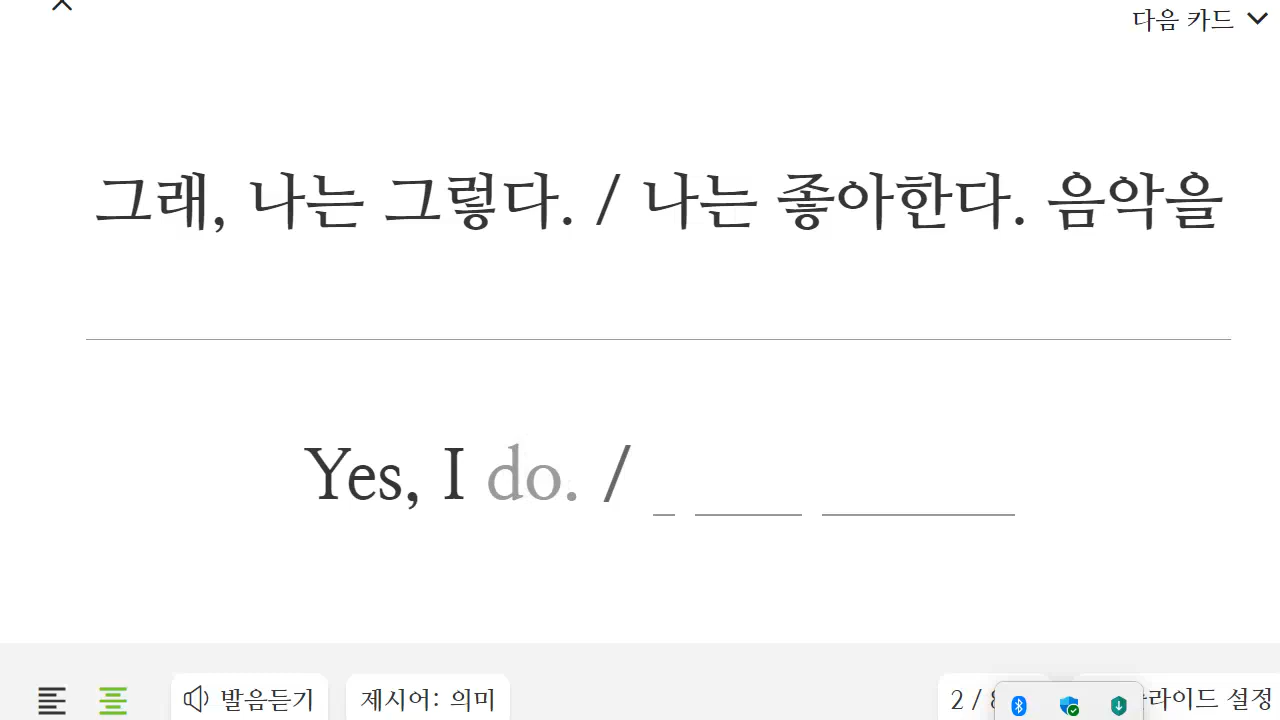 다음 카드
그래, 나는 그렇다. / 나는 좋아한다. 음악을
Yes, I do. /
발음듣기
제시어: 의미
2 /
라이드 설정